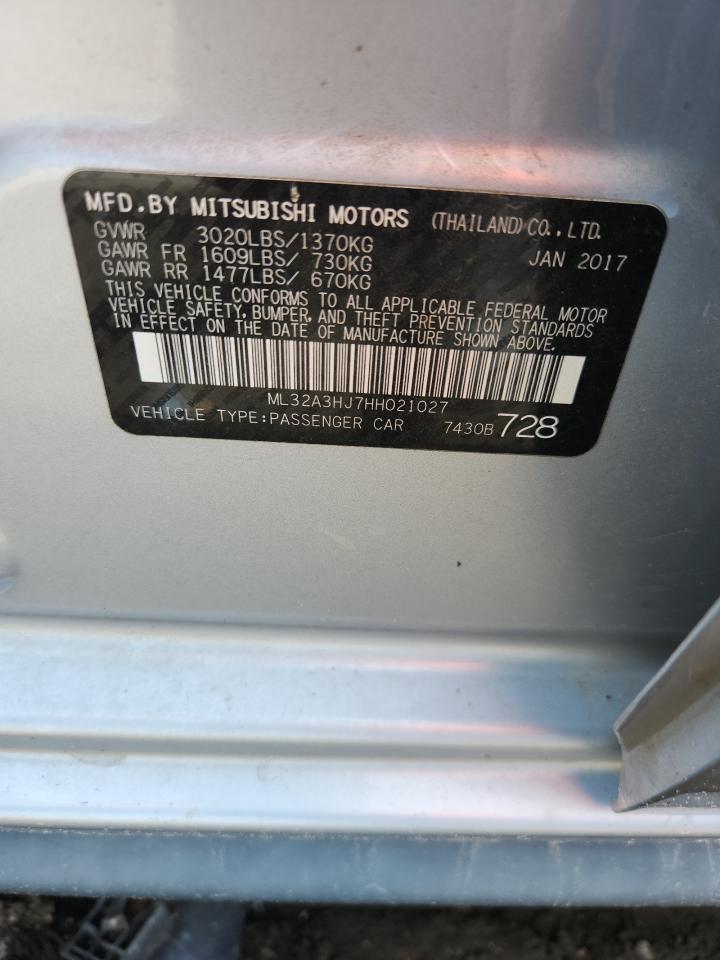 MFD.BY MITSUBISHI MOTORS (THAILAND) CO., LTD.
GVWR 3020LBS/1370KG JAN 2017
GAWR FR 1609LBS/ 730KG
GAWR RR 1477LBS/ 670KG
THIS VEHICLE CONFORMS TO ALL APPLICABLE FEDERAL MOTOR
VEHICLE SAFETY, BUMPER, AND THEFT PREVENTION STANDARDS
IN EFFECT ON THE DATE OF MANUFACTURE SHOWN ABOVE.
ML32A3HJ7HH021027
VEHICLE TYPE:PASSENGER CAR 7430B 728